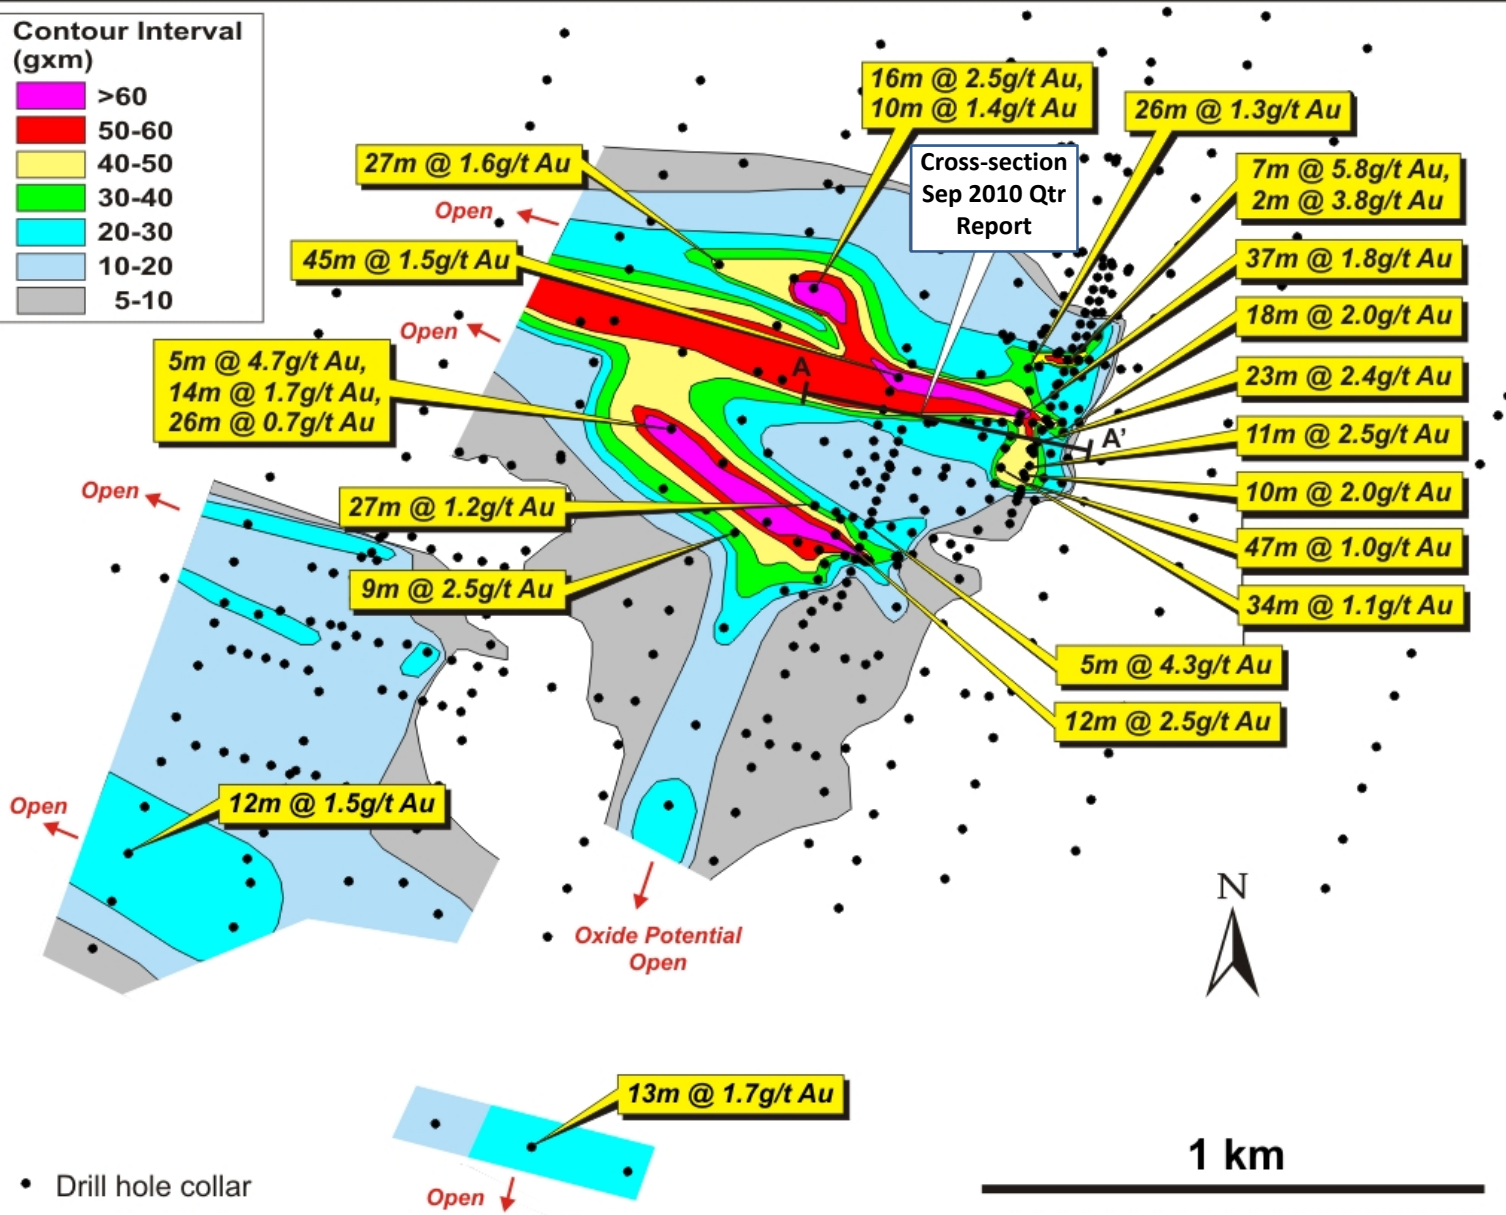 Contour Interval
(gxm)
>60
50-60
40-50
30-40
20-30
10-20
5-10
16m @ 2.5g/t Au,
10m @ 1.4g/t Au
26m @ 1.3g/t Au
27m @ 1.6g/t Au
Cross-section
Sep 2010 Qtr
Report
7m @ 5.8g/t Au,
2m @ 3.8g/t Au
Open
45m @ 1.5g/t Au
37m @ 1.8g/t Au
Open
18m @ 2.0g/t Au
5m @ 4.7g/t Au,
14m @ 1.7g/t Au,
26m @ 0.7g/t Au
A
23m @ 2.4g/t Au
A'
11m @ 2.5g/t Au
Open
27m @ 1.2g/t Au
10m @ 2.0g/t Au
47m @ 1.0g/t Au
9m @ 2.5g/t Au
34m @ 1.1g/t Au
5m @ 4.3g/t Au
12m @ 2.5g/t Au
Open
12m @ 1.5g/t Au
N
Oxide Potential
Open
13m @ 1.7g/t Au
1 km
Drill hole collar
Open